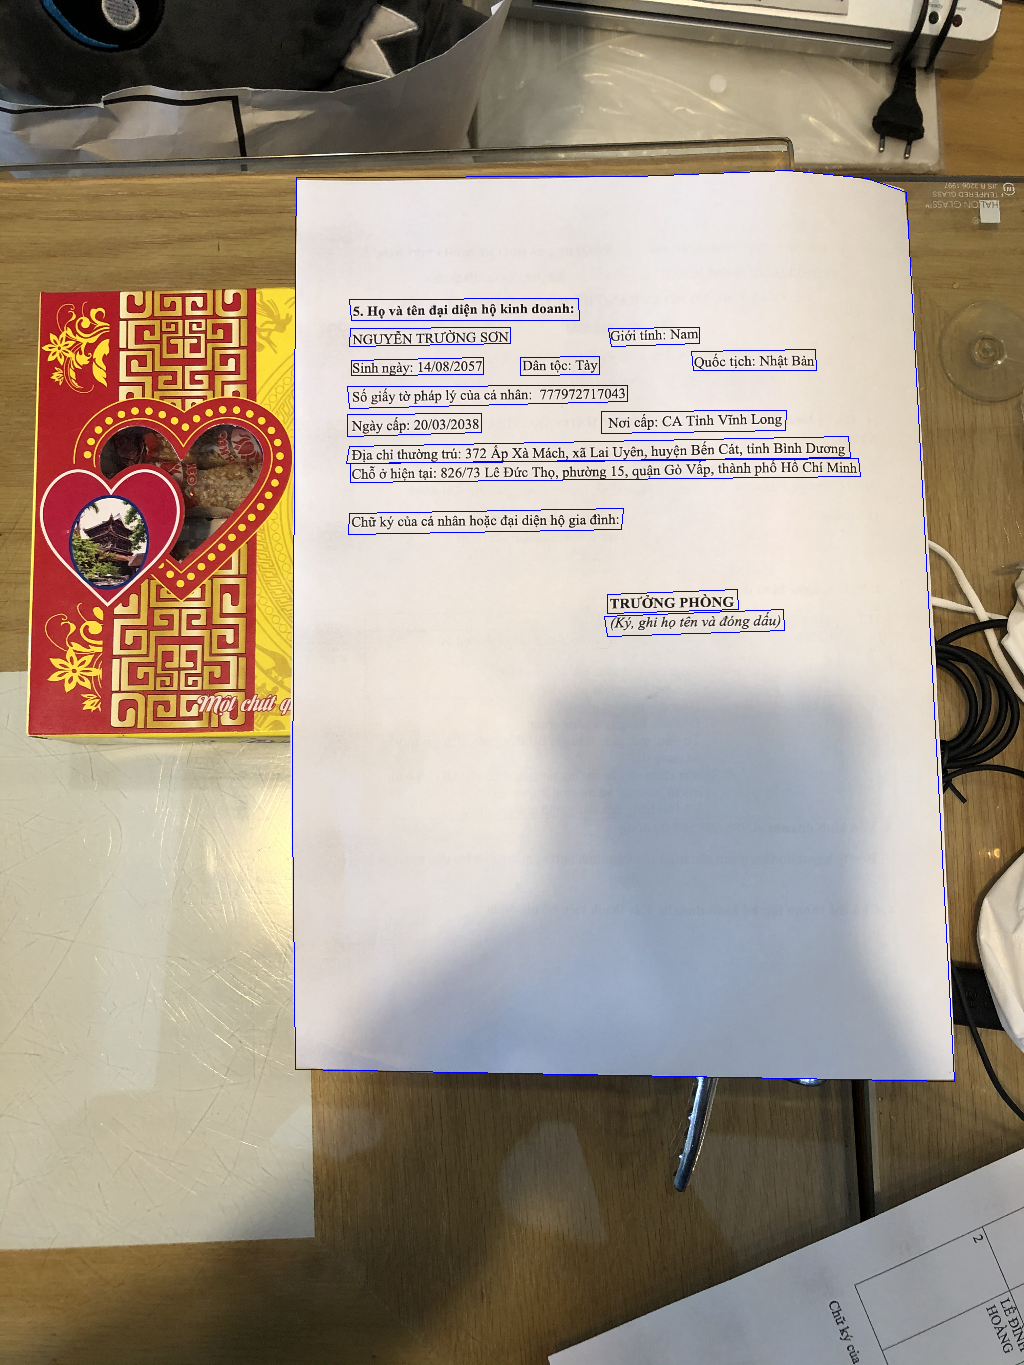 5. Họ và tên đại diện hộ kinh doanh:
NGUYỄN TRƯỜNG SƠN Giới tính: Nam
Sinh ngày: 14/08/2057 Dân tộc: Tày Quốc tịch: Nhật Bản
Số giấy tờ pháp lý của cá nhân: 777972717043
Ngày cấp: 20/03/2038 Nơi cấp: CA Tỉnh Vĩnh Long
Địa chỉ thường trú: 372 Ấp Xà Mách, xã Lai Uyên, huyện Bến Cát, tỉnh Bình Dương
Chỗ ở hiện tại: 826/73 Lê Đức Thọ, phường 15, quận Gò Vấp, thành phố Hồ Chí Minh
Chữ ký của cá nhân hoặc đại diện hộ gia đình:
TRƯỞNG PHÒNG
(Ký, ghi họ tên và đóng dấu)
Một chút
JIS R 3206:1997
TEMPERED GLASS
GLASS™
2
LÊ ĐÌNH
HOÀNG
Chữ ký của